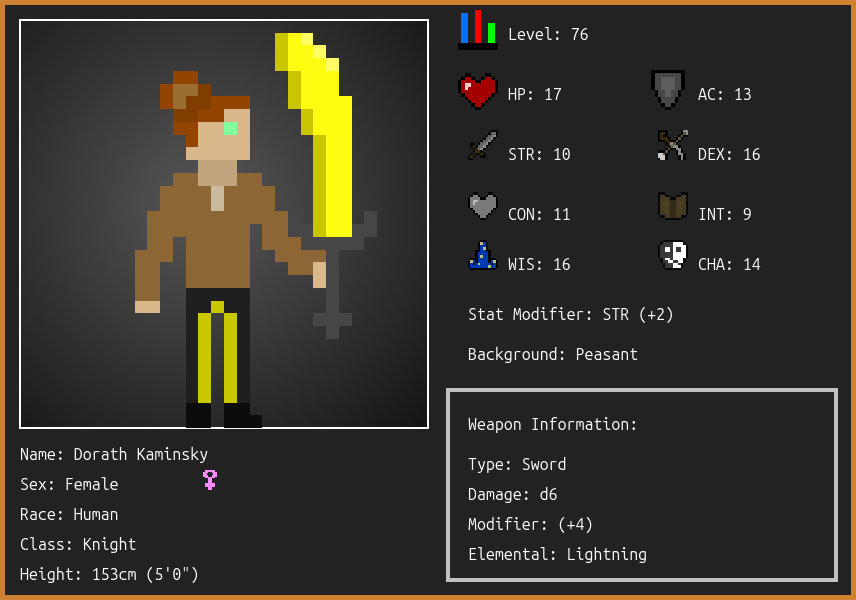 Level: 76
HP: 17
AC: 13
STR: 10
DEX: 16
CON: 11
INT: 9
WIS: 16
CHA: 14
Stat Modifier: STR (+2)
Background: Peasant
Weapon Information:
Type: Sword
Damage: d6
Modifier: (+4)
Elemental: Lightning
Name: Dorath Kaminsky
Sex: Female
Race: Human
Class: Knight
Height: 153cm (5'0")